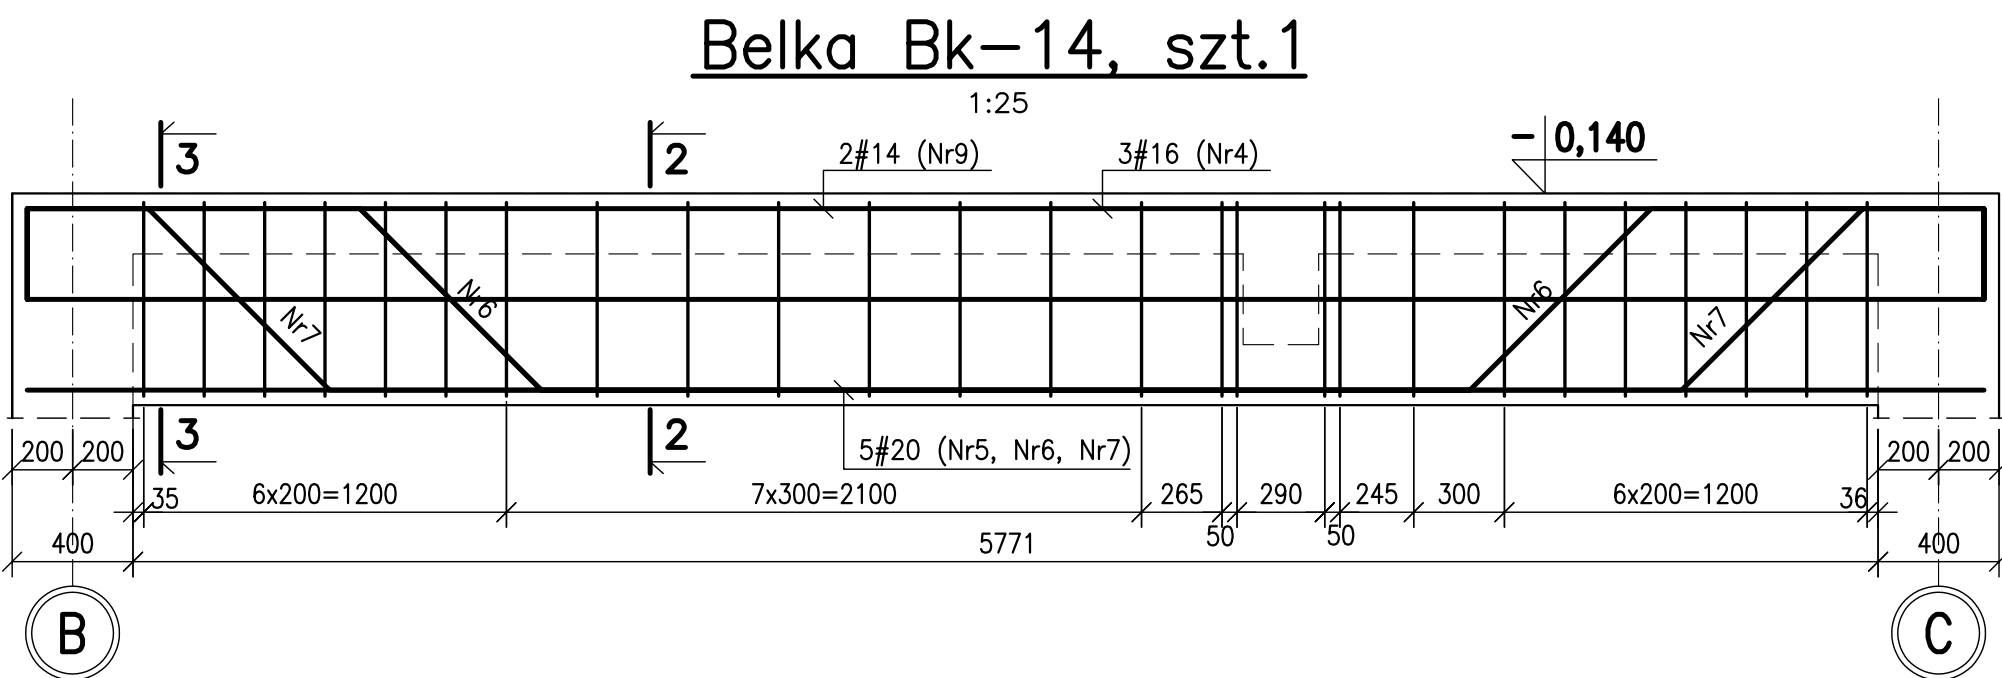 Belka Bk-14, szt.1
1:25
3
2
2#14 (Nr9)
3#16 (Nr4)
- 0,140
Nr7
Nr6
Nr6
Nr7
3
2
5#20 (Nr5, Nr6, Nr7)
200
200
200
200
35
6x200=1200
7x300=2100
265
50
290
50
245
300
6x200=1200
36
400
5771
400
B
C